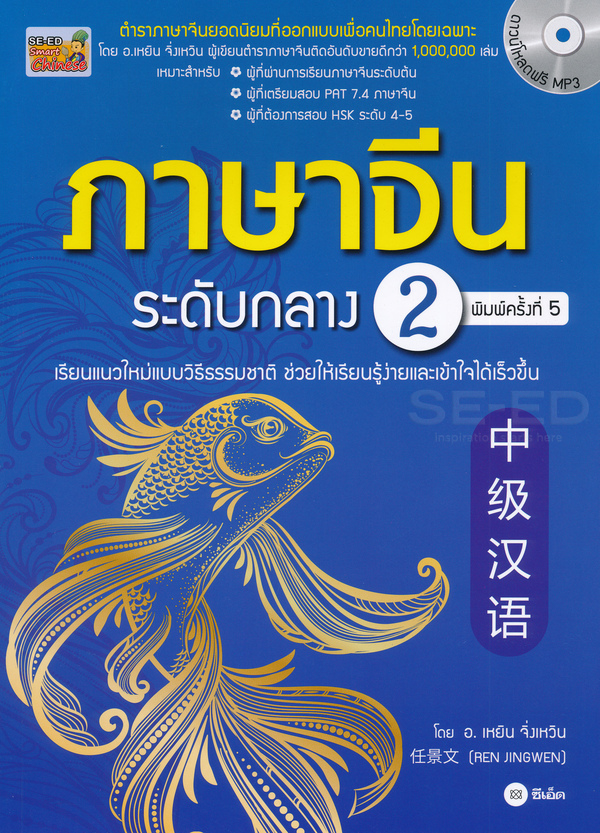 SE-ED
Smart
Chinese
ตำราภาษาจีนยอดนิยมที่ออกแบบเพื่อคนไทยโดยเฉพาะ
โดย อ.เหยิน จิ่งเหวิน ผู้เขียนตำราภาษาจีนติดอันดับขายดีกว่า 1,000,000 เล่ม
ดาวน์โหลดฟรี MP3
เหมาะสำหรับ ผู้ที่ผ่านการเรียนภาษาจีนระดับต้น
ผู้ที่เตรียมสอบ PAT 7.4 ภาษาจีน
ผู้ที่ต้องการสอบ HSK ระดับ 4-5
ภาษาจีน
ระดับกลาง 2 พิมพ์ครั้งที่ 5
เรียนแนวใหม่แบบวิธีธรรมชาติ ช่วยให้เรียนรู้ง่ายและเข้าใจได้เร็วขึ้น
SE-ED
inspiration starts here
中级汉语
โดย อ. เหยิน จิ่งเหวิน
任景文 (REN JINGWEN)
ซีเอ็ด